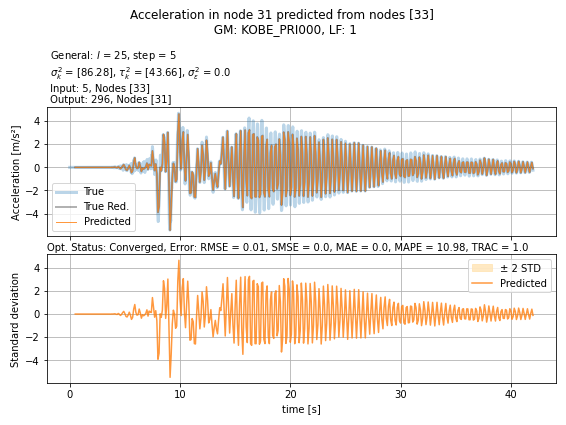 Acceleration in node 31 predicted from nodes [33]
GM: KOBE_PRI000, LF: 1
General: l = 25, step = 5
σ²ₖ = [86.28], τ²ₖ = [43.66], σ²ε = 0.0
Input: 5, Nodes [33]
Output: 296, Nodes [31]
Acceleration [m/s²]
4
2
0
−2
−4
True
True Red.
Predicted
Opt. Status: Converged, Error: RMSE = 0.01, SMSE = 0.0, MAE = 0.0, MAPE = 10.98, TRAC = 1.0
Standard deviation
4
2
0
−2
−4
± 2 STD
Predicted
0 10 20 30 40
time [s]